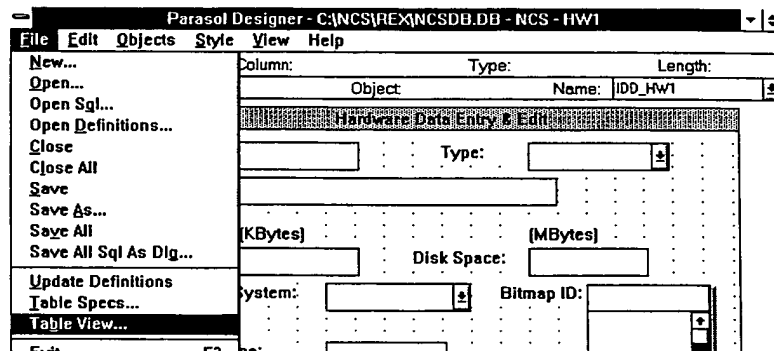 Parasol Designer - C:\NCS\REX\NCSDB.DB - NCS - HW1
File Edit Objects Style View Help
New...
Column: Type: Length:
Open...
Object Name: IDD_HW1
Open Sql...
Open Definitions...
Hardware Data Entry & Edit
Close
Type:
Close All
Save
Save As...
Save All
(KBytes) (MBytes)
Save All Sql As Dlg...
Disk Space:
Update Definitions
System: Bitmap ID:
Table Specs...
Table View...